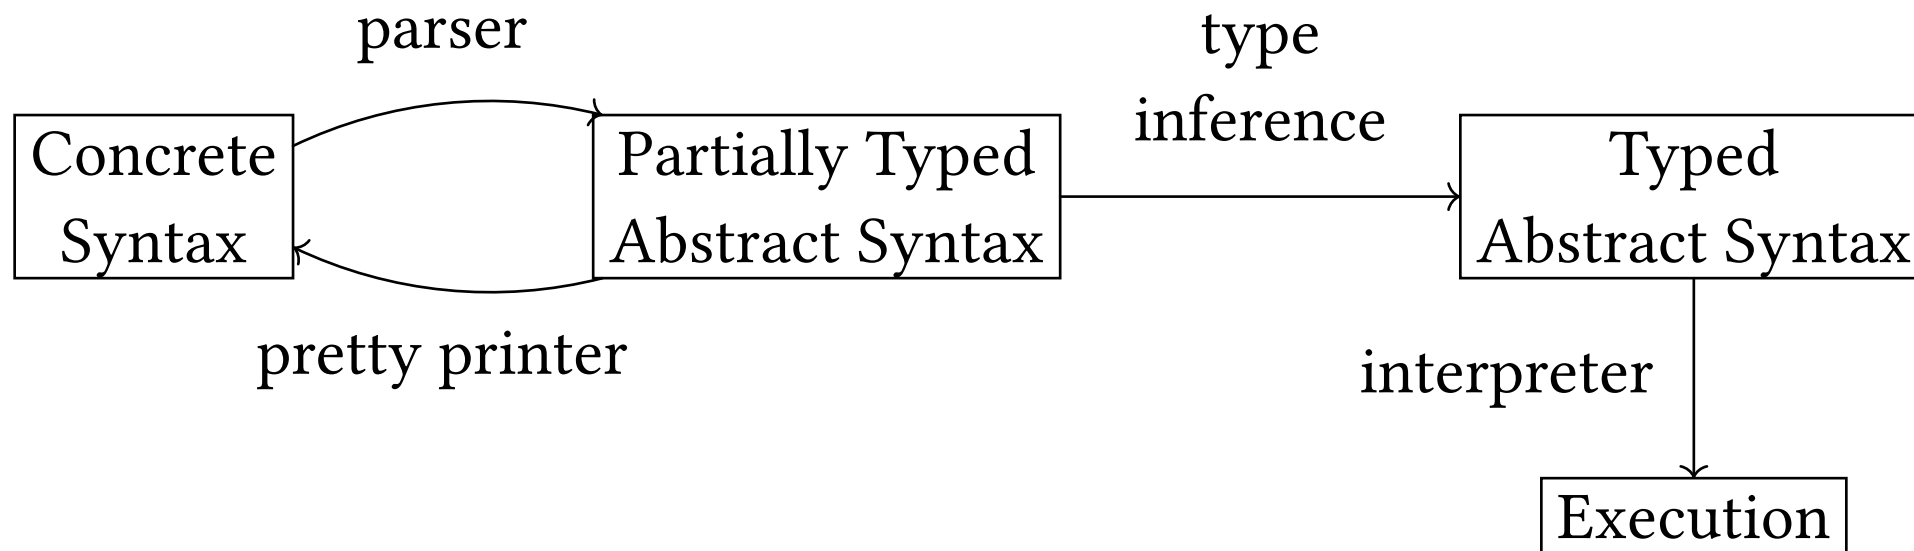 parser
type
inference
Concrete
Syntax
Partially Typed
Abstract Syntax
Typed
Abstract Syntax
pretty printer
interpreter
Execution